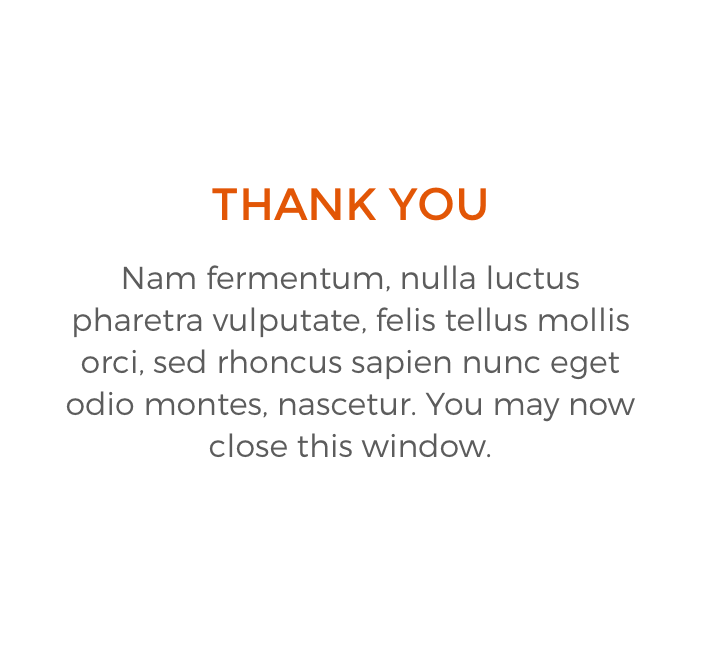 THANK YOU
Nam fermentum, nulla luctus
pharetra vulputate, felis tellus mollis
orci, sed rhoncus sapien nunc eget
odio montes, nascetur. You may now
close this window.